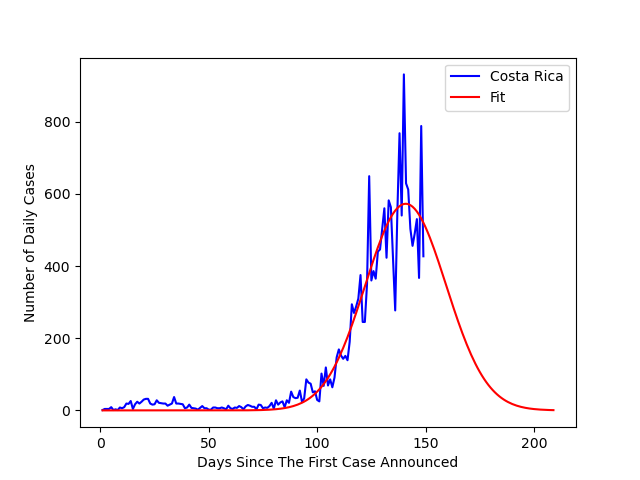 Costa Rica
Fit
800
600
400
200
0
Number of Daily Cases
0 50 100 150 200
Days Since The First Case Announced